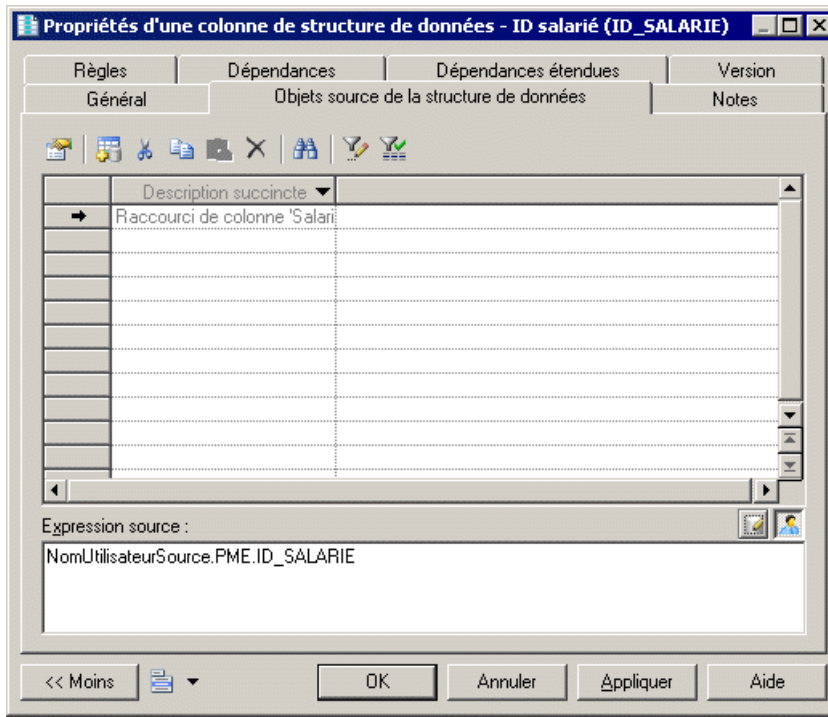 Propriétés d'une colonne de structure de données - ID salarié (ID_SALARIE)
Règles Dépendances Dépendances étendues Version
Général Objets source de la structure de données Notes
Description succincte
Raccourci de colonne 'Salari
Expression source :
NomUtilisateurSource.PME.ID_SALARIE
<< Moins OK Annuler Appliquer Aide